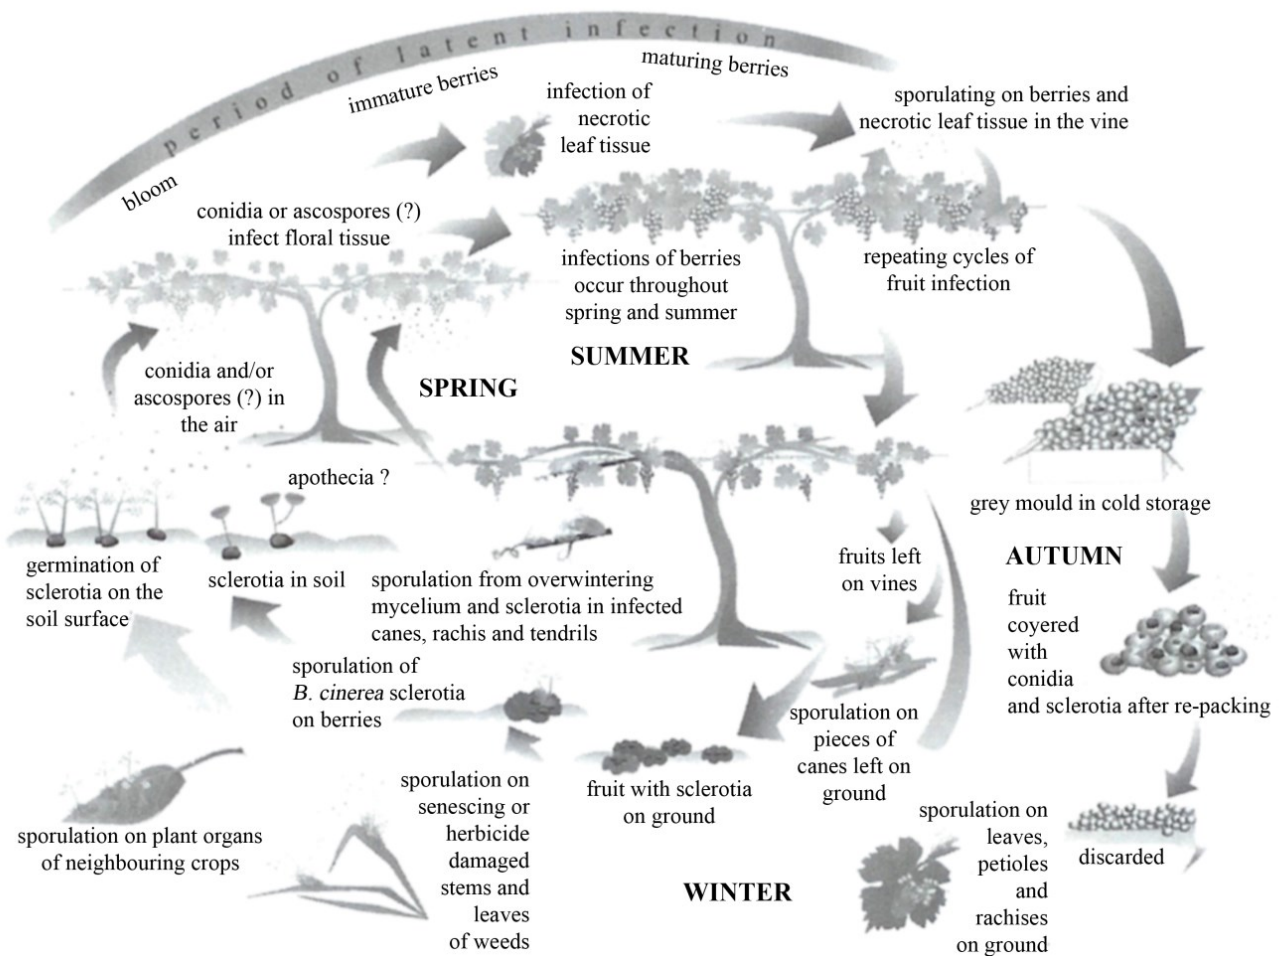 period of latent infection
bloom
immature berries
maturing berries
infection of
necrotic
leaf tissue
sporulating on berries and
necrotic leaf tissue in the vine
conidia or ascospores (?)
infect floral tissue
infections of berries
occur throughout
spring and summer
repeating cycles of
fruit infection
SUMMER
conidia and/or
ascospores (?) in
the air
SPRING
apothecia ?
grey mould in cold storage
germination of
sclerotia on the
soil surface
sclerotia in soil
sporulation from overwintering
mycelium and sclerotia in infected
canes, rachis and tendrils
fruits left
on vines
AUTUMN
fruit
coyered
with
conidia
and sclerotia after re-packing
sporulation of
B. cinerea sclerotia
on berries
sporulation on
pieces of
canes left on
ground
fruit with sclerotia
on ground
sporulation on plant organs
of neighbouring crops
sporulation on
senescing or
herbicide
damaged
stems and
leaves
of weeds
WINTER
sporulation on
leaves,
petioles
and
rachises
on ground
discarded